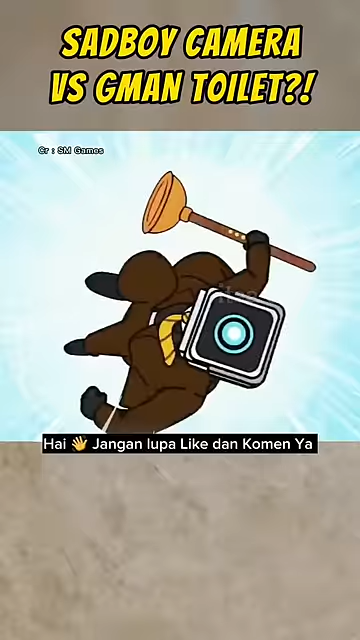 SADBOY CAMERA
VS GMAN TOILET?!
Cr : SM Games
Hai 👋 Jangan lupa Like dan Komen Ya